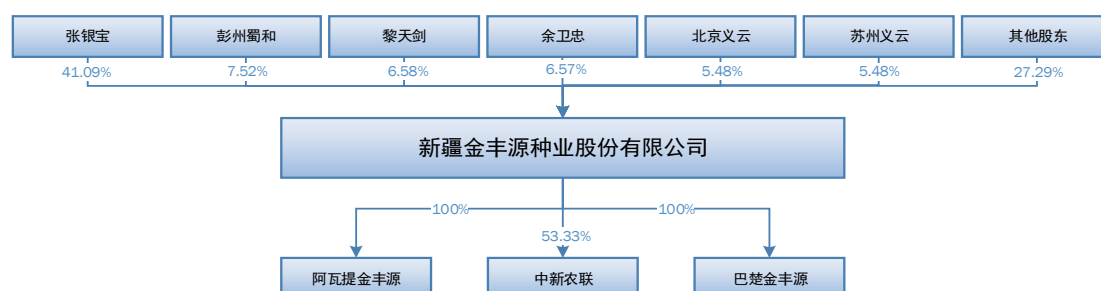 张银宝
彭州蜀和
黎天剑
余卫忠
北京义云
苏州义云
其他股东
41.09%
7.52%
6.58%
6.57%
5.48%
5.48%
27.29%
新疆金丰源种业股份有限公司
100%
100%
53.33%
阿瓦提金丰源
中新农联
巴楚金丰源